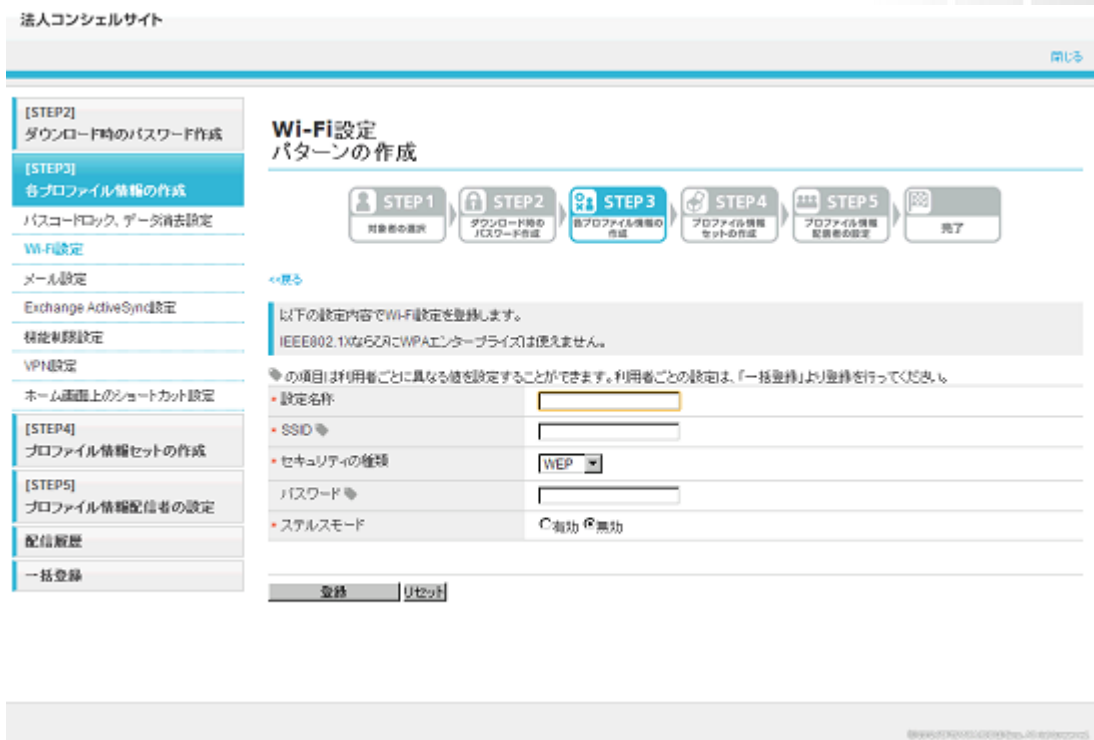 法人コンシェルサイト
閉じる
[STEP2]
ダウンロード時のパスワード作成
[STEP3]
各プロファイル情報の作成
パスコードロック、データ消去設定
Wi-Fi設定
メール設定
Exchange ActiveSync設定
機能制限設定
VPN設定
ホーム画面上のショートカット設定
[STEP4]
プロファイル情報セットの作成
[STEP5]
プロファイル情報配信者の設定
配信履歴
一括登録
Wi-Fi設定
パターンの作成
STEP 1
対象者の選択
STEP 2
ダウンロード時の
パスワード作成
STEP 3
各プロファイル情報の
作成
STEP 4
プロファイル情報
セットの作成
STEP 5
プロファイル情報
配信者の設定
完了
<<戻る
以下の設定内容でWi-Fi設定を登録します。
IEEE802.1XならびにWPAエンタープライズは使えません。
の項目は利用者ごとに異なる値を設定することができます。利用者ごとの設定は、「一括登録」より登録を行ってください。
* 設定名称
* SSID
* セキュリティの種類
WEP
パスワード
* ステルスモード
有効 無効
登録 リセット